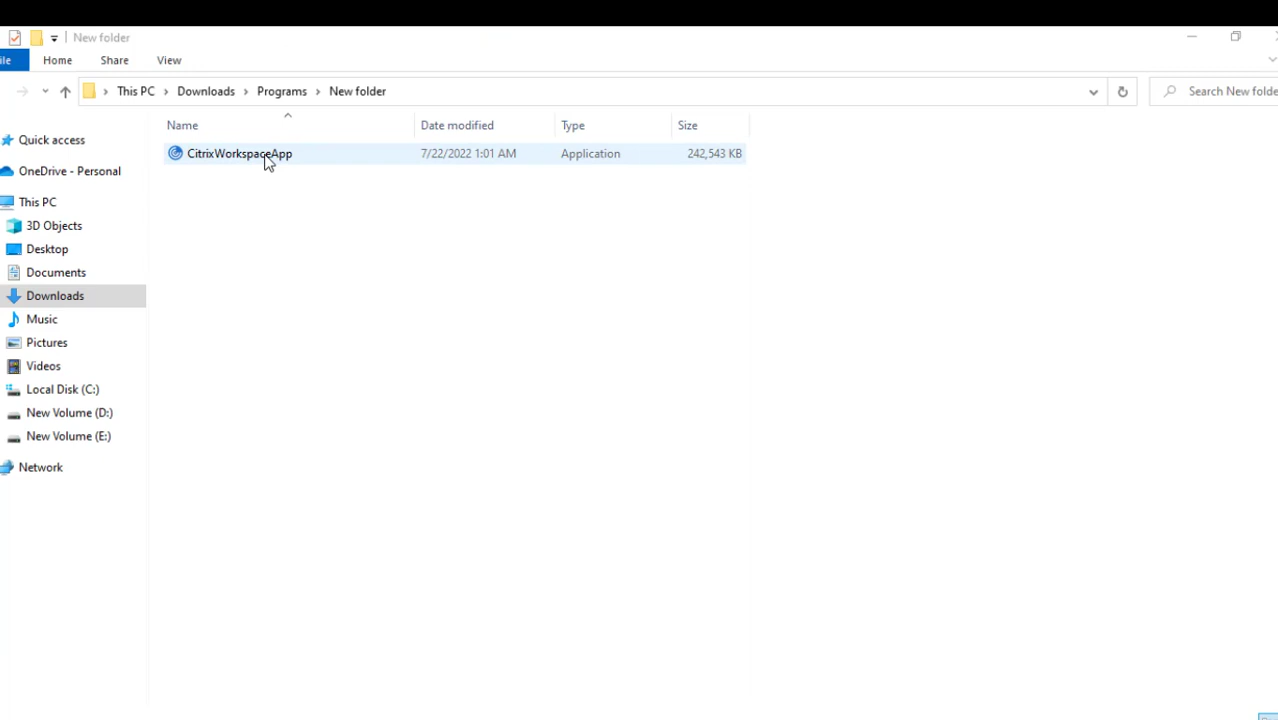 New folder
ile Home Share View
This PC Downloads Programs New folder Search New folde
Name Date modified Type Size
CitrixWorkspaceApp 7/22/2022 1:01 AM Application 242,543 KB
Quick access
OneDrive - Personal
This PC
3D Objects
Desktop
Documents
Downloads
Music
Pictures
Videos
Local Disk (C:)
New Volume (D:)
New Volume (E:)
Network